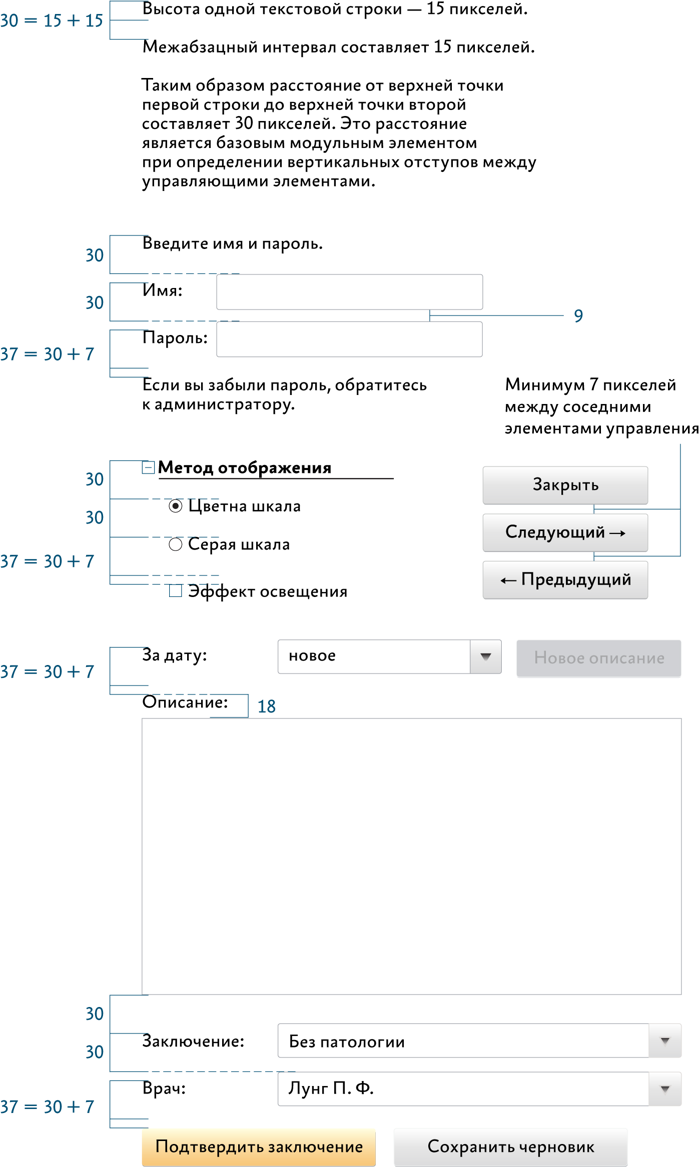 30 = 15 + 15
Высота одной текстовой строки — 15 пикселей.
Межабзацный интервал составляет 15 пикселей.
Таким образом расстояние от верхней точки
первой строки до верхней точки второй
составляет 30 пикселей. Это расстояние
является базовым модульным элементом
при определении вертикальных отступов между
управляющими элементами.
30
Введите имя и пароль.
30
Имя:
9
37 = 30 + 7
Пароль:
Если вы забыли пароль, обратитесь
к администратору.
Минимум 7 пикселей
между соседними
элементами управления
30
Метод отображения
Закрыть
30
Цветна шкала
Следующий →
37 = 30 + 7
Серая шкала
← Предыдущий
Эффект освещения
37 = 30 + 7
За дату:
новое
Новое описание
Описание:
18
30
30
Заключение:
Без патологии
37 = 30 + 7
Врач:
Лунг П. Ф.
Подтвердить заключение
Сохранить черновик